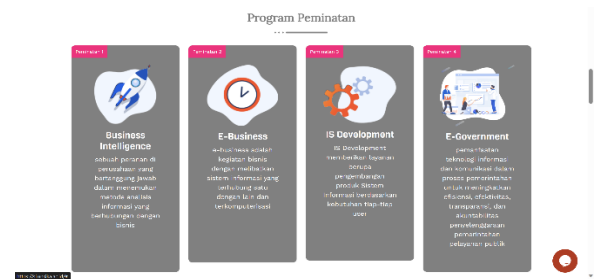 Program Peminatan
Peminatan 1
Business
Intelligence
sebuah peranan di
perusahaan yang
bertanggung jawab
dalam menemukan
metode analisis
informasi yang
berhubungan dengan
bisnis
Peminatan 2
E-Business
e-business adalah
kegiatan bisnis
dengan melibatkan
sistem informasi yang
terhubung satu
dengan lain dan
terkomputerisasi
Peminatan 3
IS Development
IS Development
memberikan layanan
berupa
pengembangan
produk Sistem
Informasi berdasarkan
kebutuhan tiap-tiap
user
Peminatan 4
E-Government
pemanfaatan
teknologi informasi
dan komunikasi dalam
proses pemerintahan
untuk meningkatkan
efisiensi, efektivitas,
transparansi, dan
akuntabilitas
penyelenggaraan
pemerintahan
pelayanan publik